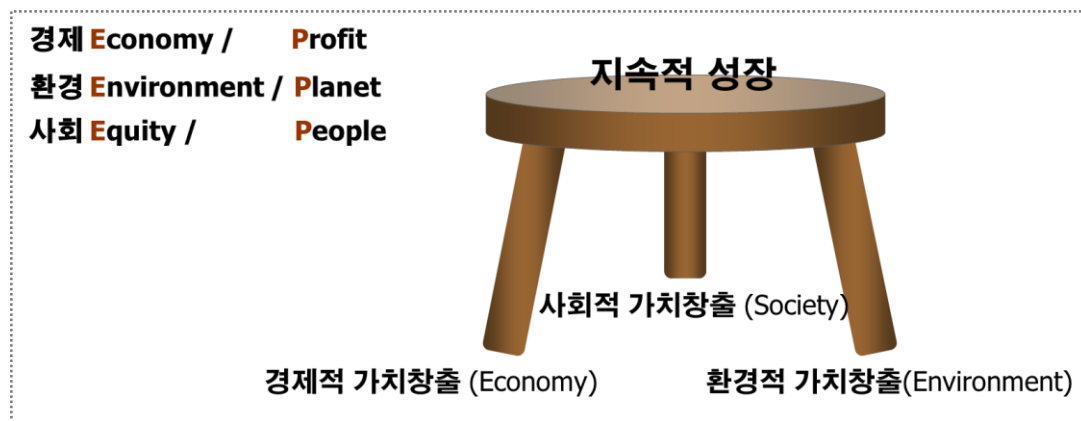 경제 Economy / Profit
환경 Environment / Planet
사회 Equity / People
지속적 성장
사회적 가치창출 (Society)
경제적 가치창출 (Economy)
환경적 가치창출(Environment)